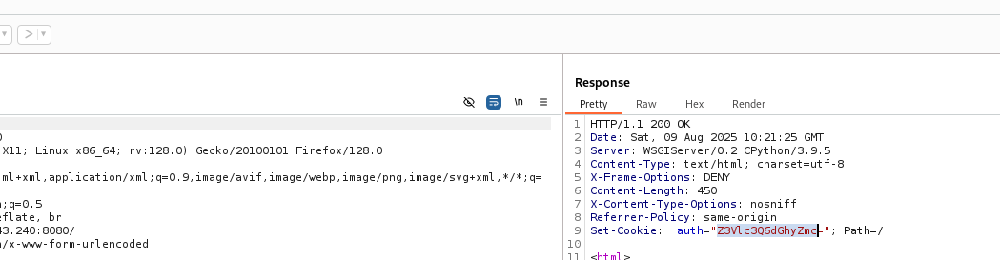 \n
0
X11; Linux x86_64; rv:128.0) Gecko/20100101 Firefox/128.0
ml+xml,application/xml;q=0.9,image/avif,image/webp,image/png,image/svg+xml,*/*;q=
;q=0.5
eflate, br
43.240:8080/
/x-www-form-urlencoded
Response
Pretty Raw Hex Render
1 HTTP/1.1 200 OK
2 Date: Sat, 09 Aug 2025 10:21:25 GMT
3 Server: WSGIServer/0.2 CPython/3.9.5
4 Content-Type: text/html; charset=utf-8
5 X-Frame-Options: DENY
6 Content-Length: 450
7 X-Content-Type-Options: nosniff
8 Referrer-Policy: same-origin
9 Set-Cookie: auth="Z3Vlc3Q6dGhyZmc="; Path=/
10
11 <html>